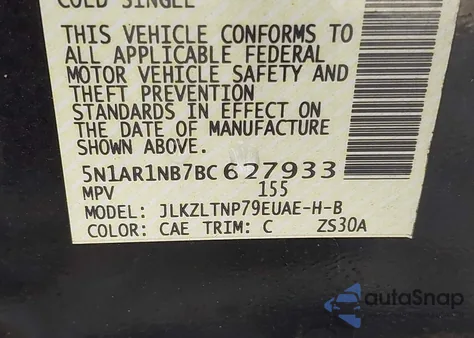 COLD SINGLE
THIS VEHICLE CONFORMS TO
ALL APPLICABLE FEDERAL
MOTOR VEHICLE SAFETY AND
THEFT PREVENTION
STANDARDS IN EFFECT ON
THE DATE OF MANUFACTURE
SHOWN ABOVE.
5N1AR1NB7BC627933
MPV 155
MODEL: JLKZLTNP79EUAE-H-B
COLOR: CAE TRIM: C ZS30A
autoSnap